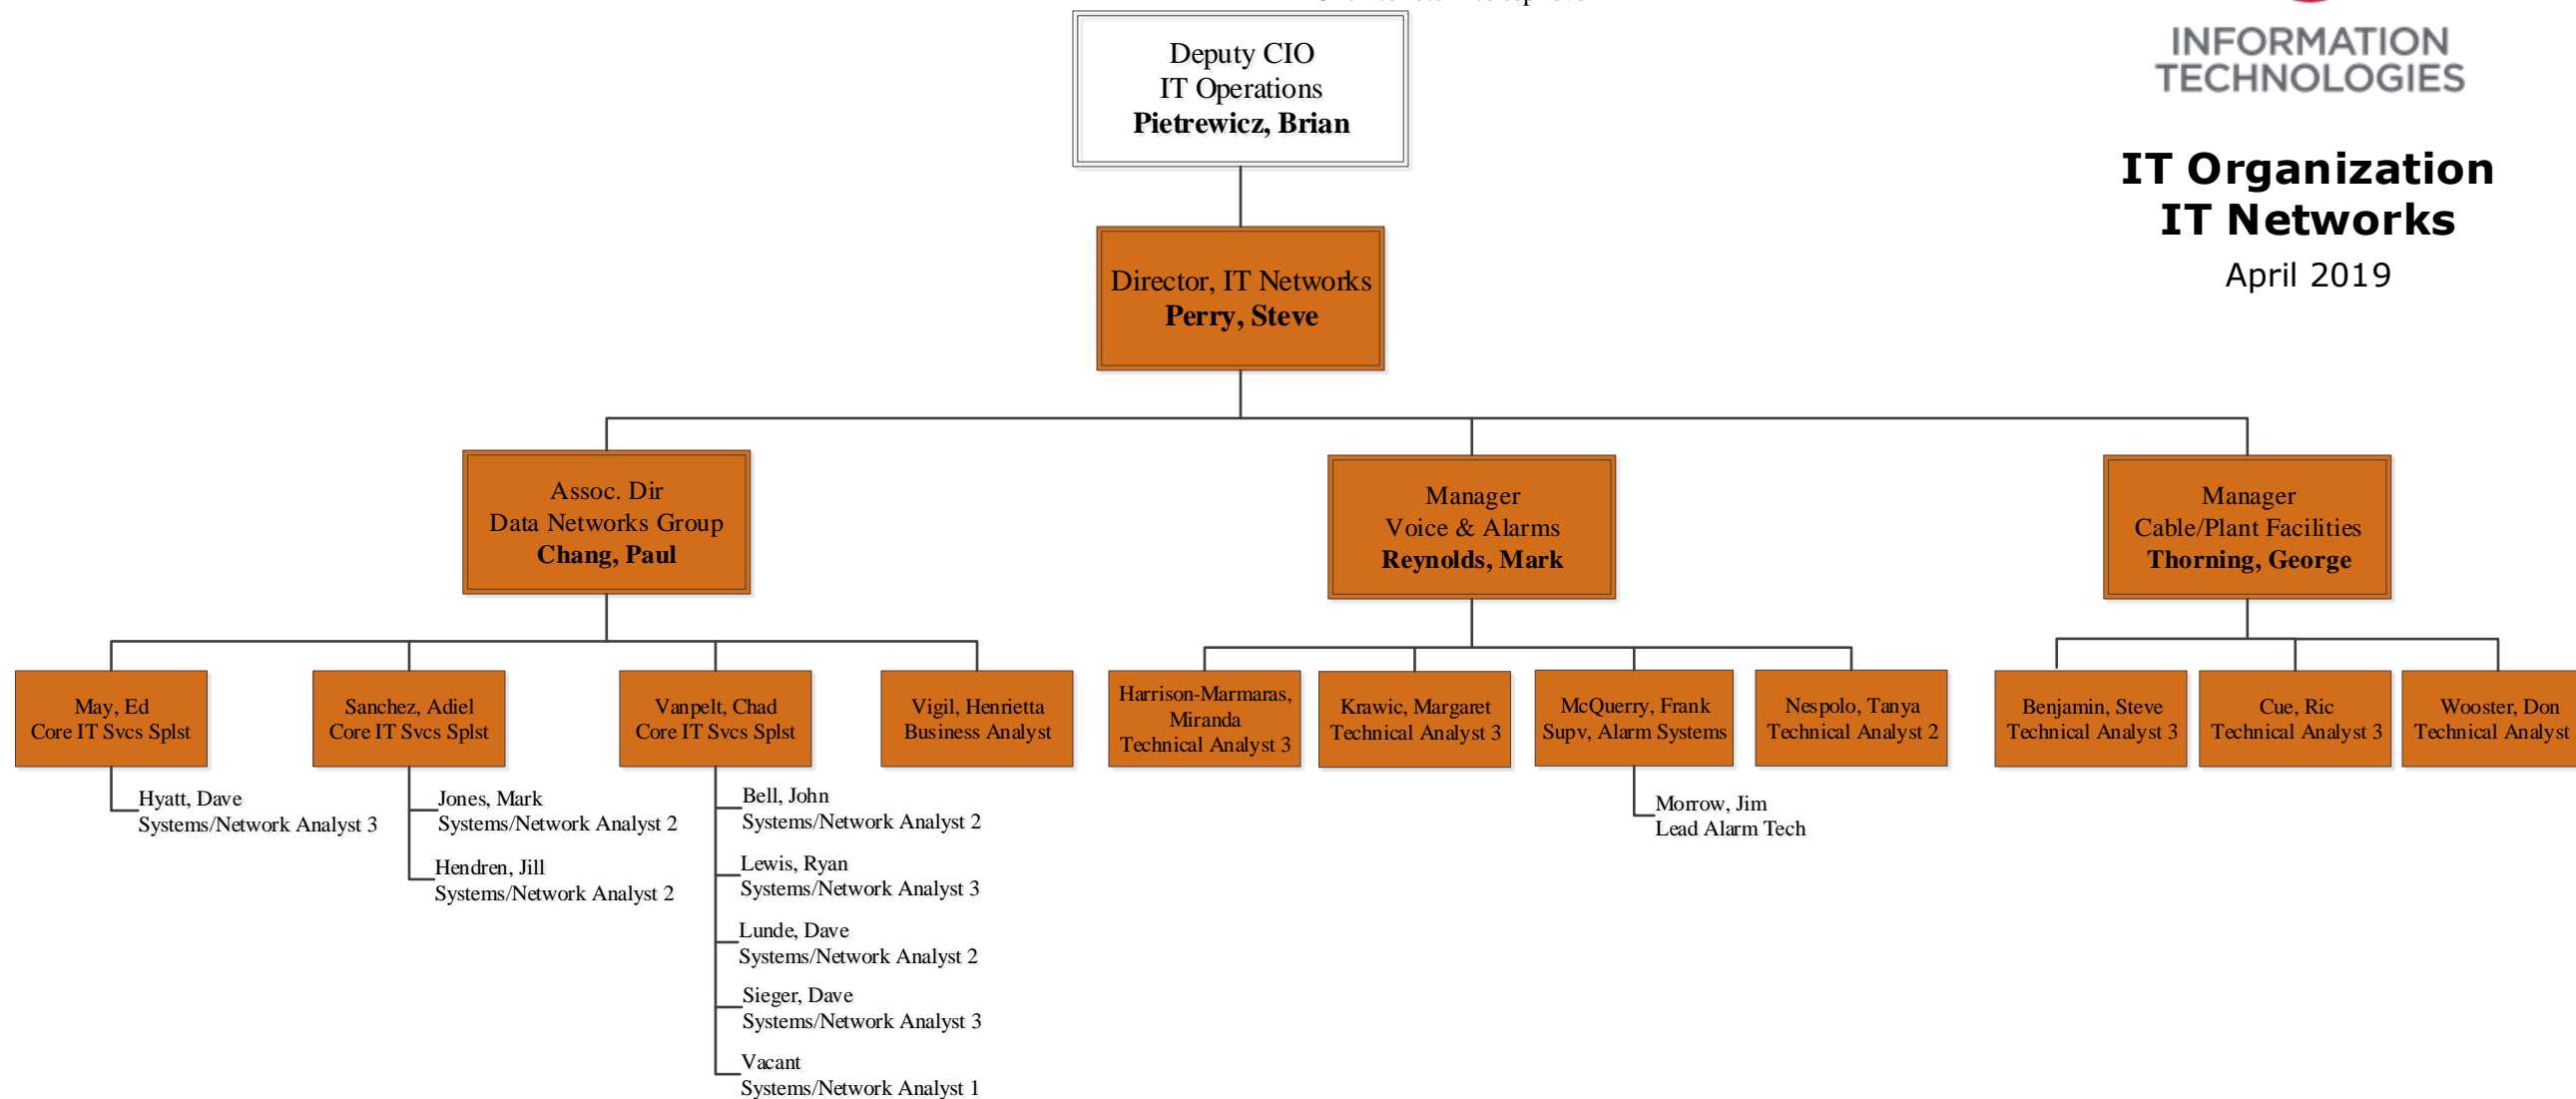 Deputy CIO
IT Operations
Pietrewicz, Brian
INFORMATION
TECHNOLOGIES
IT Organization
IT Networks
April 2019
Director, IT Networks
Perry, Steve
Assoc. Dir
Data Networks Group
Chang, Paul
Manager
Voice & Alarms
Reynolds, Mark
Manager
Cable/Plant Facilities
Thorning, George
May, Ed
Core IT Svcs Splst
Sanchez, Adiel
Core IT Svcs Splst
Vanpelt, Chad
Core IT Svcs Splst
Vigil, Henrietta
Business Analyst
Harrison-Marmaras,
Miranda
Technical Analyst 3
Krawic, Margaret
Technical Analyst 3
McQuerry, Frank
Supv, Alarm Systems
Nespolo, Tanya
Technical Analyst 2
Benjamin, Steve
Technical Analyst 3
Cue, Ric
Technical Analyst 3
Wooster, Don
Technical Analyst
Hyatt, Dave
Systems/Network Analyst 3
Jones, Mark
Systems/Network Analyst 2
Hendren, Jill
Systems/Network Analyst 2
Bell, John
Systems/Network Analyst 2
Lewis, Ryan
Systems/Network Analyst 3
Lunde, Dave
Systems/Network Analyst 2
Sieger, Dave
Systems/Network Analyst 3
Vacant
Systems/Network Analyst 1
Morrow, Jim
Lead Alarm Tech